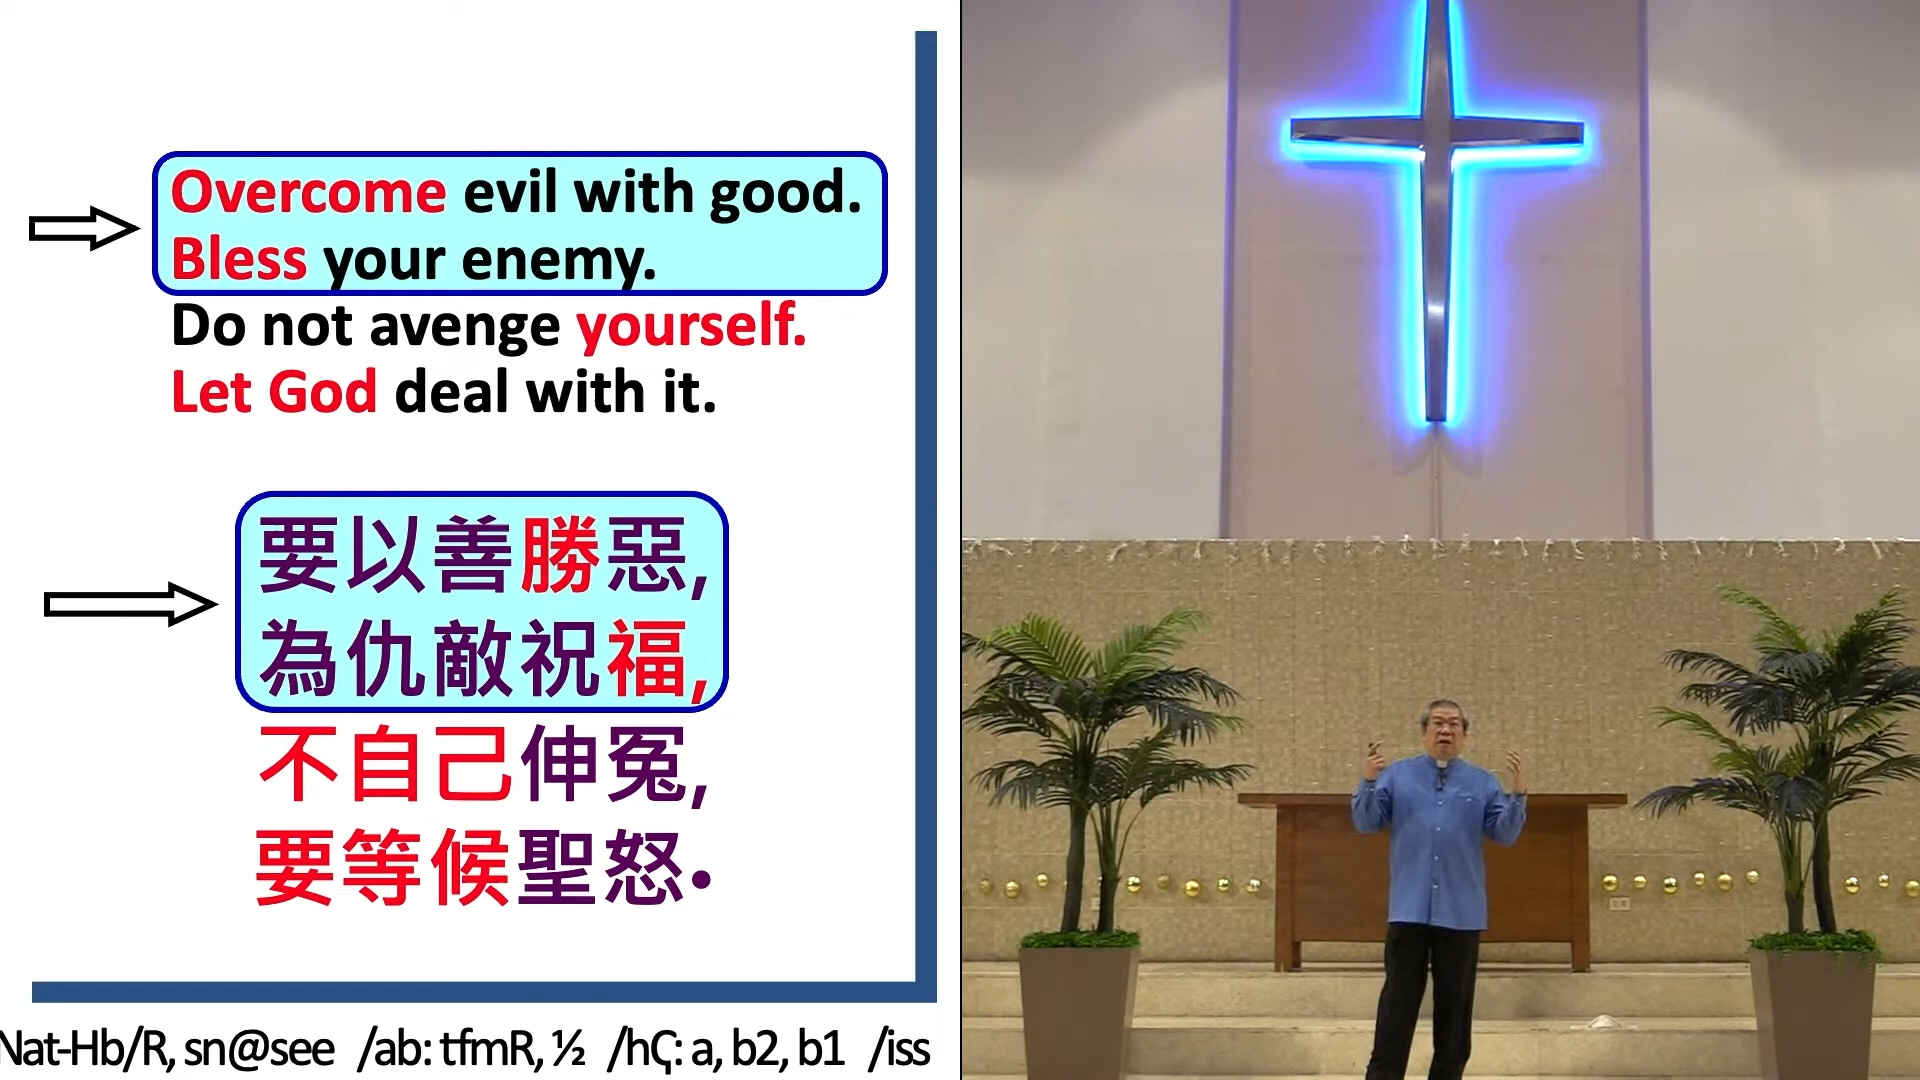 Overcome evil with good.
Bless your enemy.
Do not avenge yourself.
Let God deal with it.
要以善勝惡,
為仇敵祝福,
不自己伸冤,
要等候聖怒•
Nat-Hb/R, sn@see /ab: tfmR, ½ /hÇ: a, b2, b1 /iss